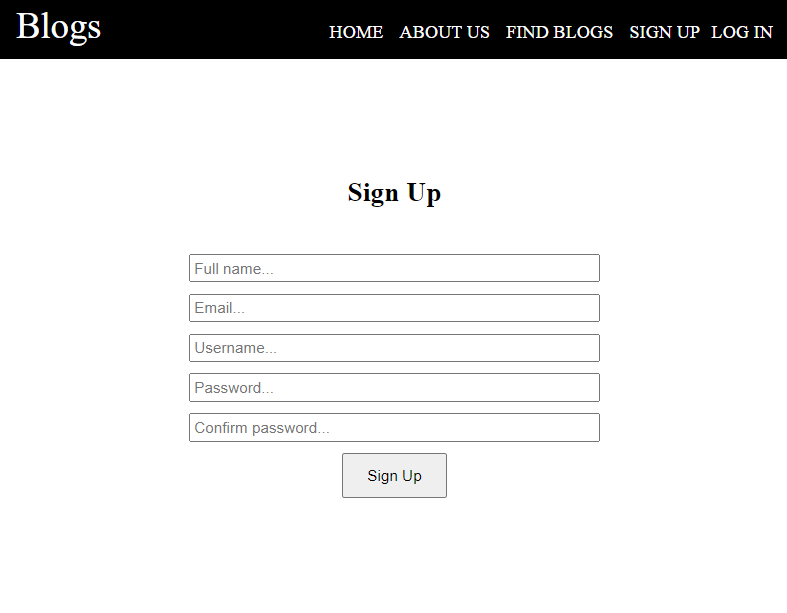 Blogs
HOME ABOUT US FIND BLOGS SIGN UP LOG IN
Sign Up
Full name...
Email...
Username...
Password...
Confirm password...
Sign Up